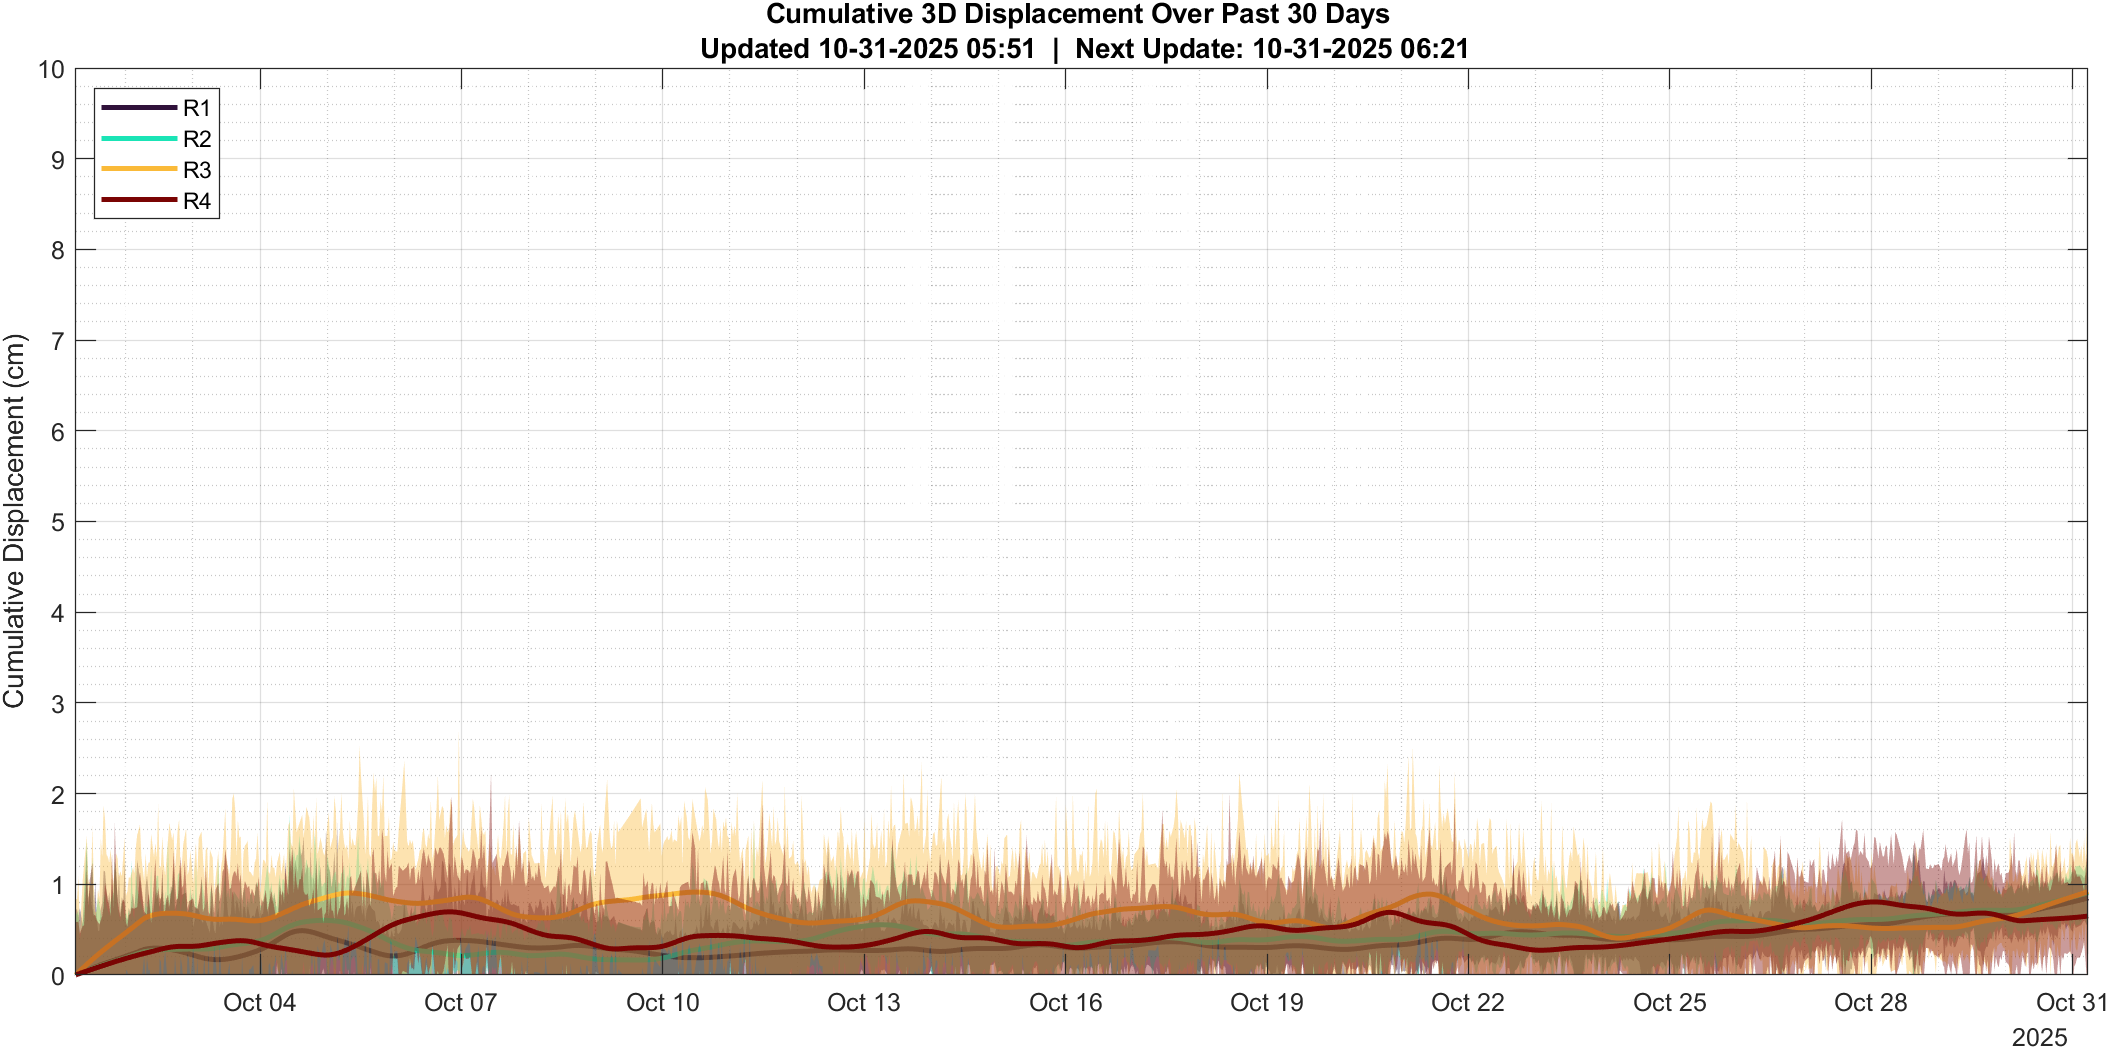 Cumulative 3D Displacement Over Past 30 Days
Updated 10-31-2025 05:51 | Next Update: 10-31-2025 06:21
10
9
8
7
6
5
4
3
2
1
0
Cumulative Displacement (cm)
R1
R2
R3
R4
Oct 04 Oct 07 Oct 10 Oct 13 Oct 16 Oct 19 Oct 22 Oct 25 Oct 28 Oct 31
2025